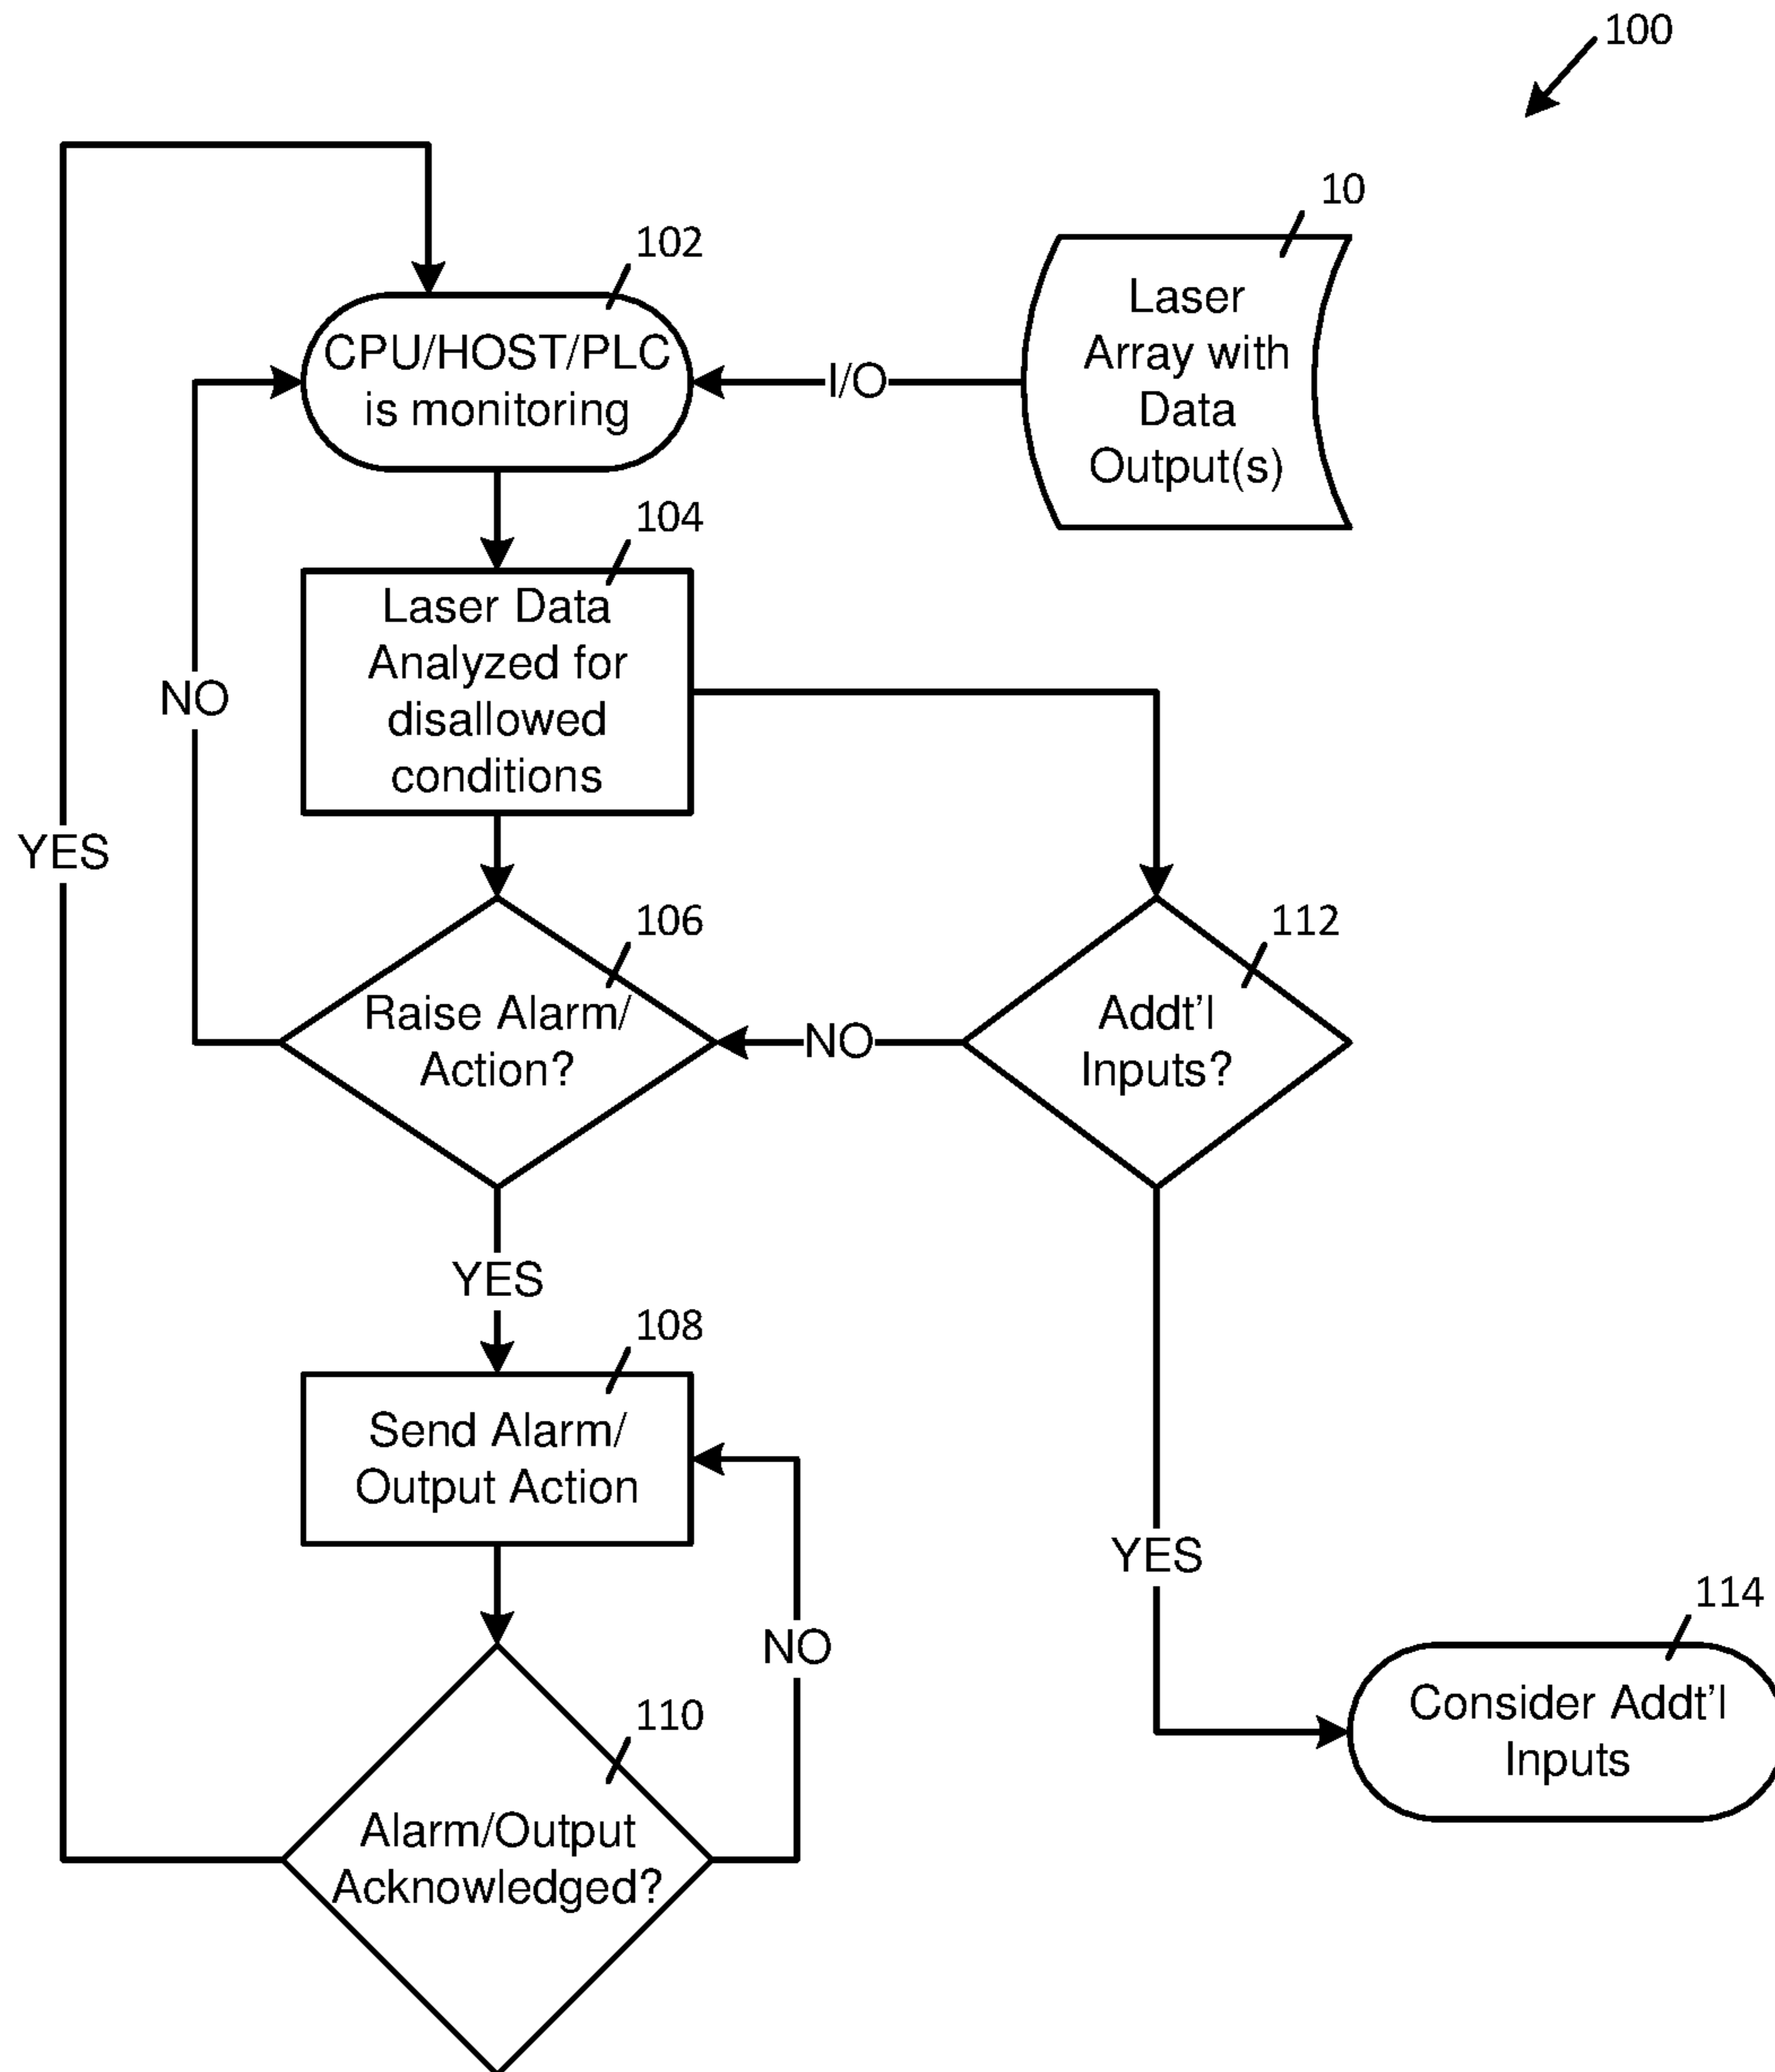 100
10
102
Laser
Array with
Data
Output(s)
CPU/HOST/PLC
is monitoring
I/O
104
Laser Data
Analyzed for
disallowed
conditions
NO
YES
106
112
Raise Alarm/
Action?
NO
Addt'l
Inputs?
YES
108
Send Alarm/
Output Action
YES
NO
114
Consider Addt'l
Inputs
110
Alarm/Output
Acknowledged?